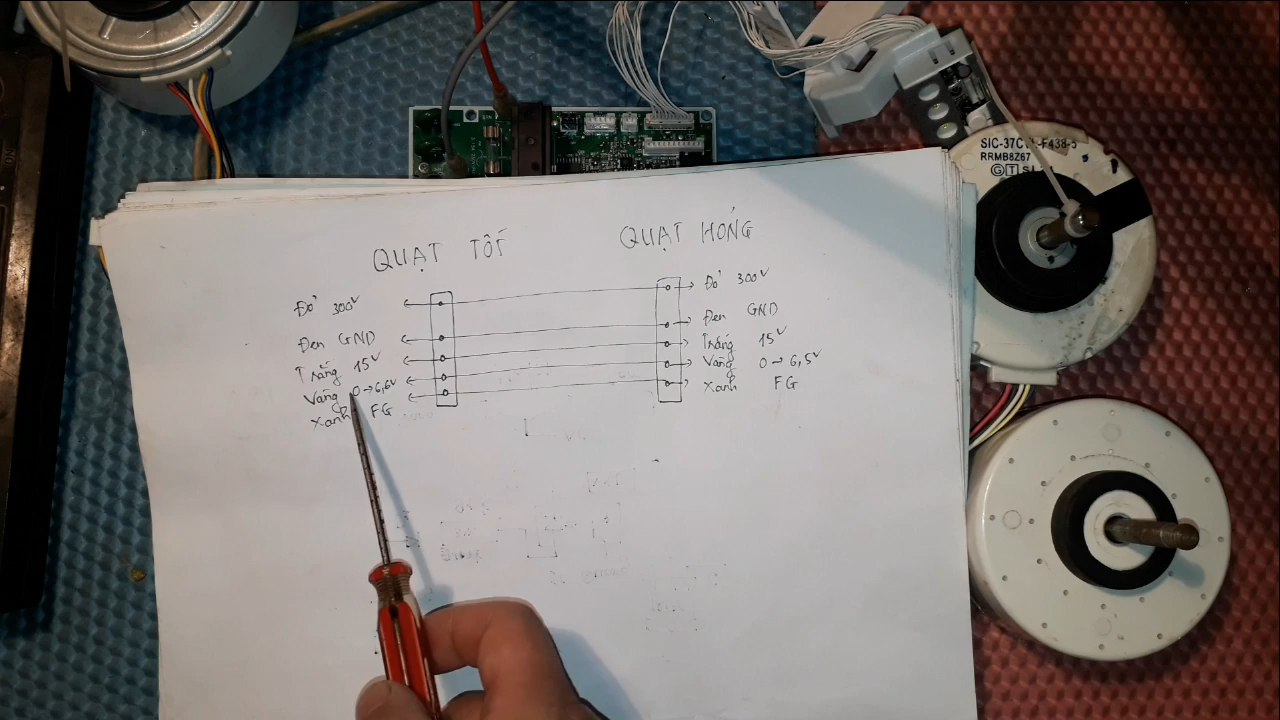 SIC-37CVL-F438-5
RRMB8Z67
QUẠT TỐT
QUẠT HỎNG
Đỏ 300V
Đen GND
Trắng 15V
Vàng 0→6,6V
Xanh FG
Đỏ 300V
Đen GND
Trắng 15V
Vàng 0→6,5V
Xanh FG